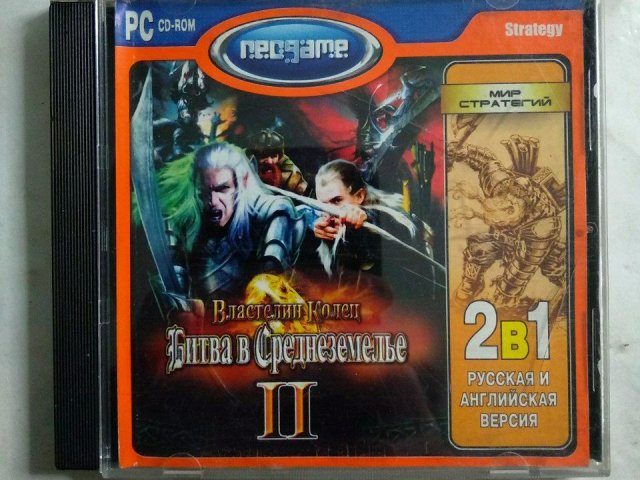 PC CD-ROM
neogame
Strategy
МИР
СТРАТЕГИЙ
Властелин Колец
Битва в Средиземелье
II
2в1
РУССКАЯ И
АНГЛИЙСКАЯ
ВЕРСИЯ